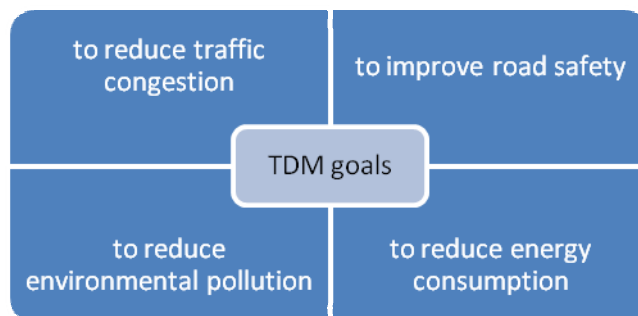 to reduce traffic
congestion
to improve road safety
TDM goals
to reduce
environmental pollution
to reduce energy
consumption